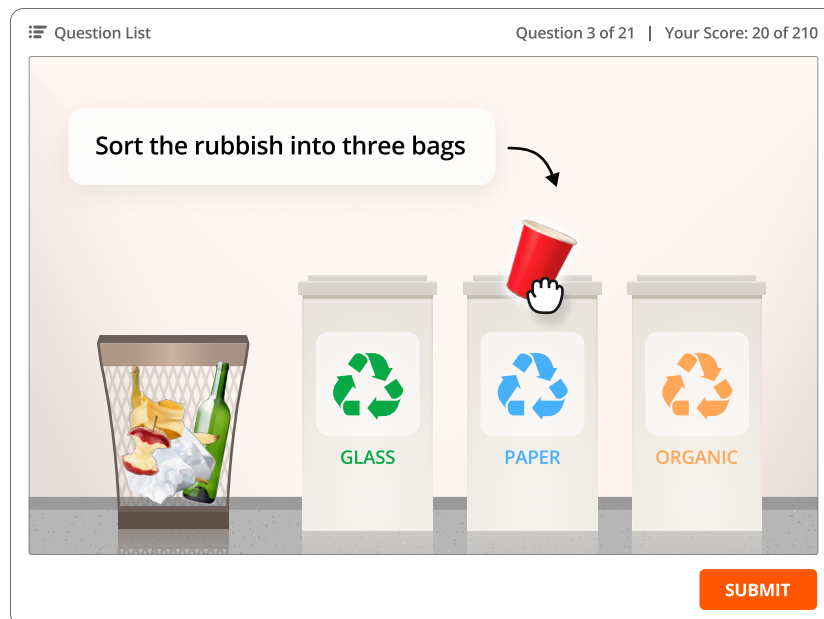 Question List
Question 3 of 21 | Your Score: 20 of 210
Sort the rubbish into three bags
GLASS
PAPER
ORGANIC
SUBMIT